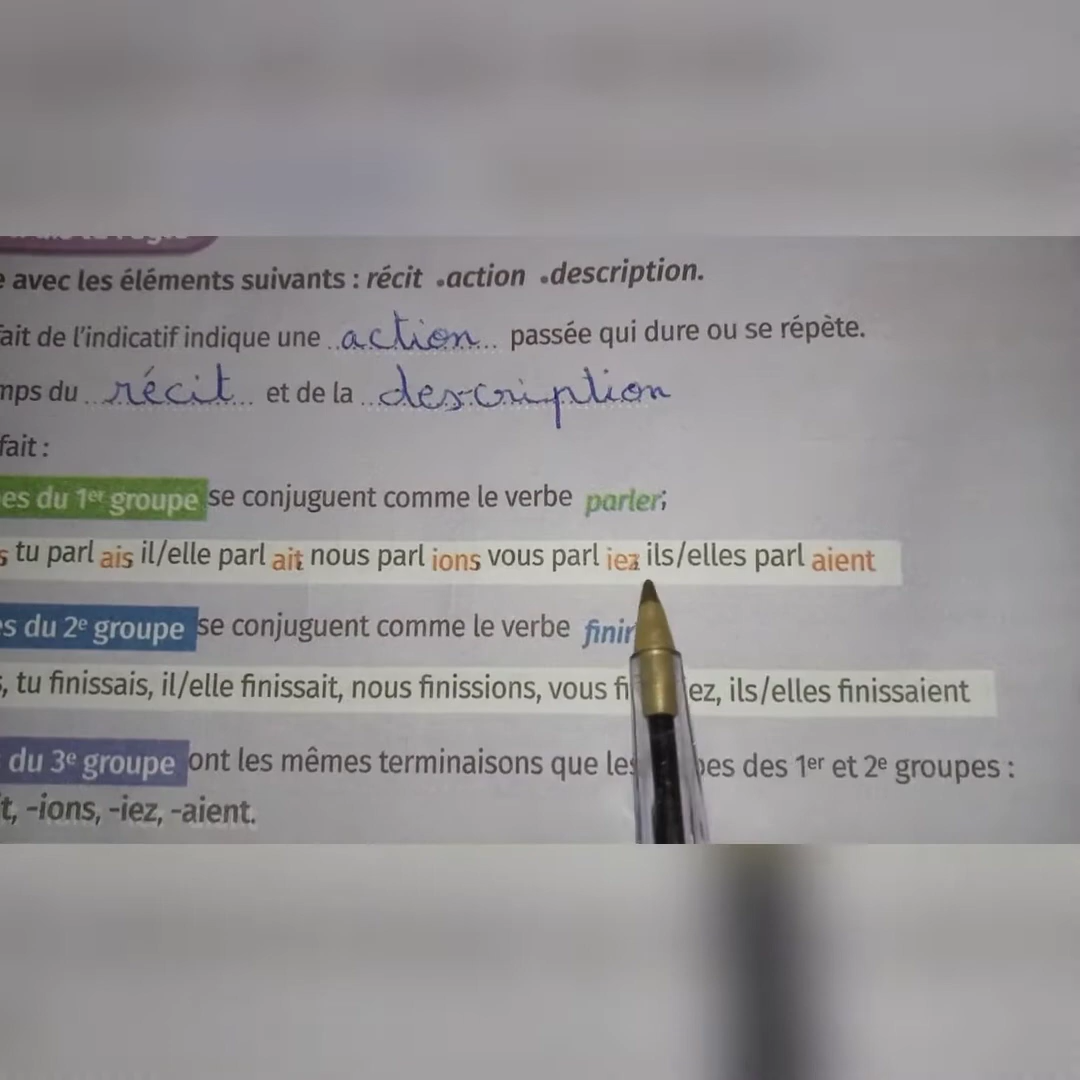 avec les éléments suivants : récit •action •description.
ait de l'indicatif indique une action passée qui dure ou se répète.
mps du récit et de la description
fait :
es du 1er groupe se conjuguent comme le verbe parler;
s tu parl ais il/elle parl ait nous parl ions vous parl iez ils/elles parl aient
s du 2e groupe se conjuguent comme le verbe finir
, tu finissais, il/elle finissait, nous finissions, vous fi ez, ils/elles finissaient
du 3e groupe ont les mêmes terminaisons que les es des 1er et 2e groupes :
t, -ions, -iez, -aient.